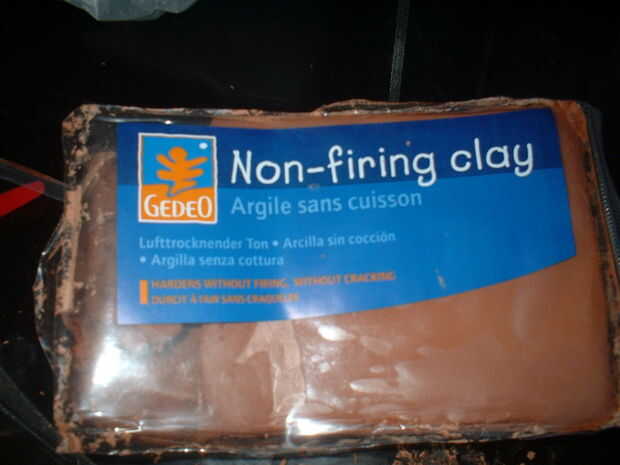 Non-firing clay
GEDEO
Argile sans cuisson
Lufttrocknender Ton • Arcilla sin cocción
• Argilla senza cottura
HARDENS WITHOUT FIRING, WITHOUT CRACKING
DURCIT À L'AIR SANS CRAQUELER